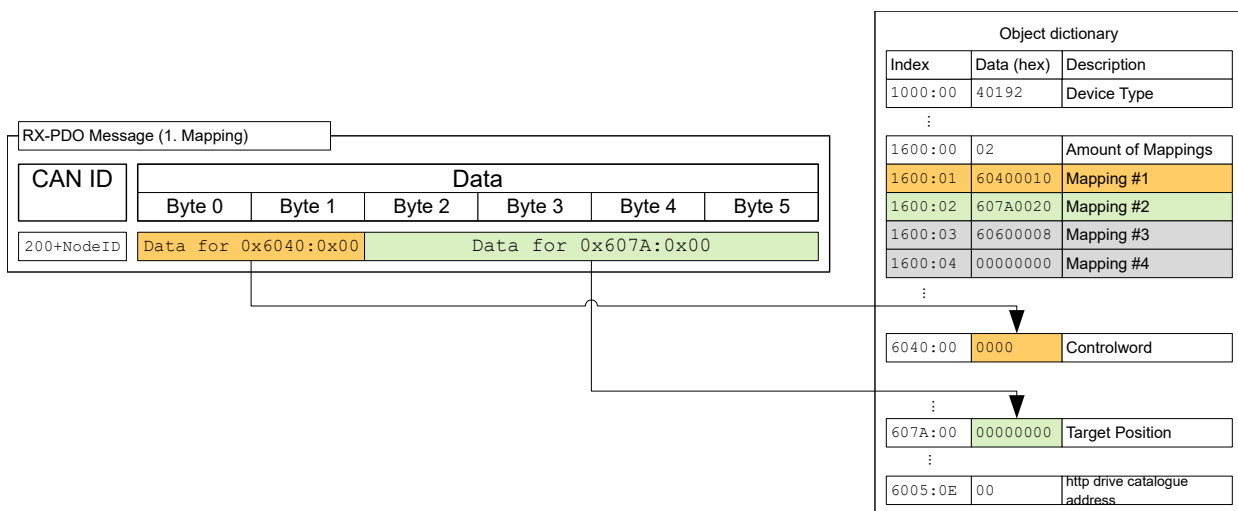 RX-PDO Message (1. Mapping)
CAN ID
Data
Byte 0 Byte 1 Byte 2 Byte 3 Byte 4 Byte 5
200+NodeID Data for 0x6040:0x00 Data for 0x607A:0x00
Object dictionary
Index Data (hex) Description
1000:00 40192 Device Type
⋮
1600:00 02 Amount of Mappings
1600:01 60400010 Mapping #1
1600:02 607A0020 Mapping #2
1600:03 60600008 Mapping #3
1600:04 00000000 Mapping #4
⋮
6040:00 0000 Controlword
⋮
607A:00 00000000 Target Position
⋮
6005:0E 00 http drive catalogue
address